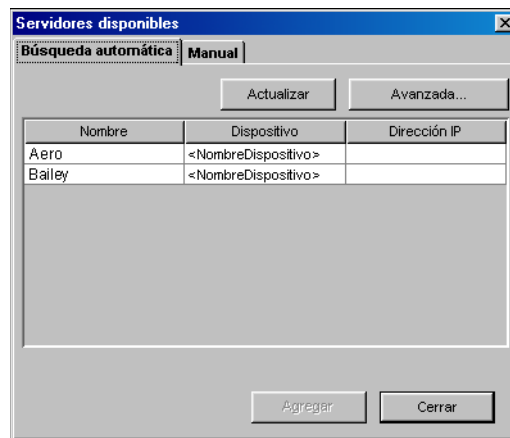 Servidores disponibles
Búsqueda automática Manual
Actualizar Avanzada...
Nombre Dispositivo Dirección IP
Aero <NombreDispositivo>
Bailey <NombreDispositivo>
Agregar Cerrar